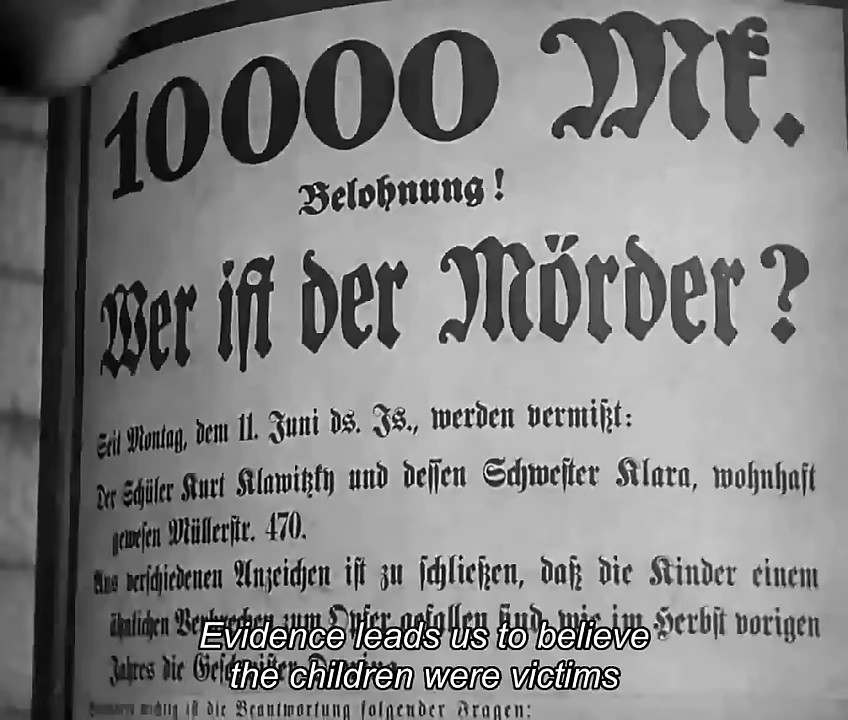 10000 Mk.
Belohnung!
Wer ist der Mörder?
Seit Montag, dem 11. Juni ds. Js., werden vermißt:
Der Schüler Kurt Klawitzky und dessen Schwester Klara, wohnhaft
gewesen Müllerstr. 470.
Aus verschiedenen Anzeichen ist zu schließen, daß die Kinder einem
ähnlichen Verbrechen zum Opfer gefallen sind, wie im Herbst vorigen
Jahres die Geschwister
Evidence leads us to believe
the children were victims
wichtig ist die Beantwortung folgender Fragen: